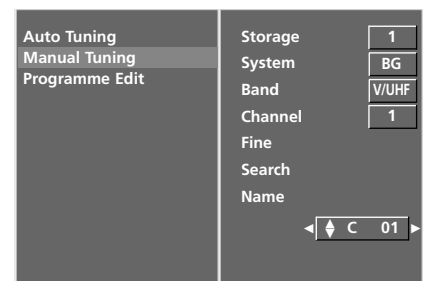 Auto Tuning
Manual Tuning
Programme Edit
Storage 1
System BG
Band V/UHF
Channel 1
Fine
Search
Name
◄ ♦ C 01 ►